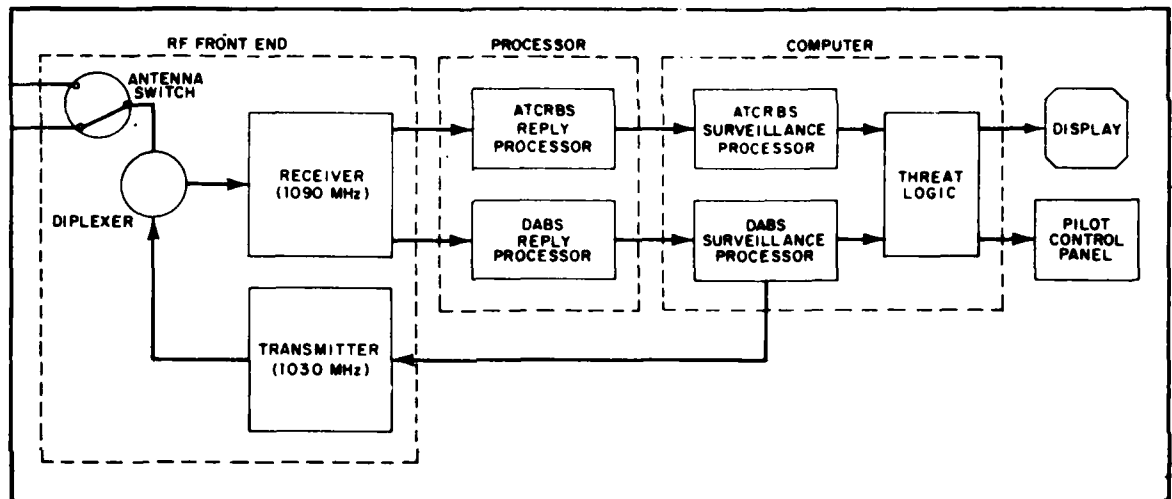 RF FRONT END
PROCESSOR
COMPUTER
ANTENNA
SWITCH
DIPLEXER
RECEIVER
(1090 MHz)
TRANSMITTER
(1030 MHz)
ATCRBS
REPLY
PROCESSOR
DABS
REPLY
PROCESSOR
ATCRBS
SURVEILLANCE
PROCESSOR
DABS
SURVEILLANCE
PROCESSOR
THREAT
LOGIC
DISPLAY
PILOT
CONTROL
PANEL